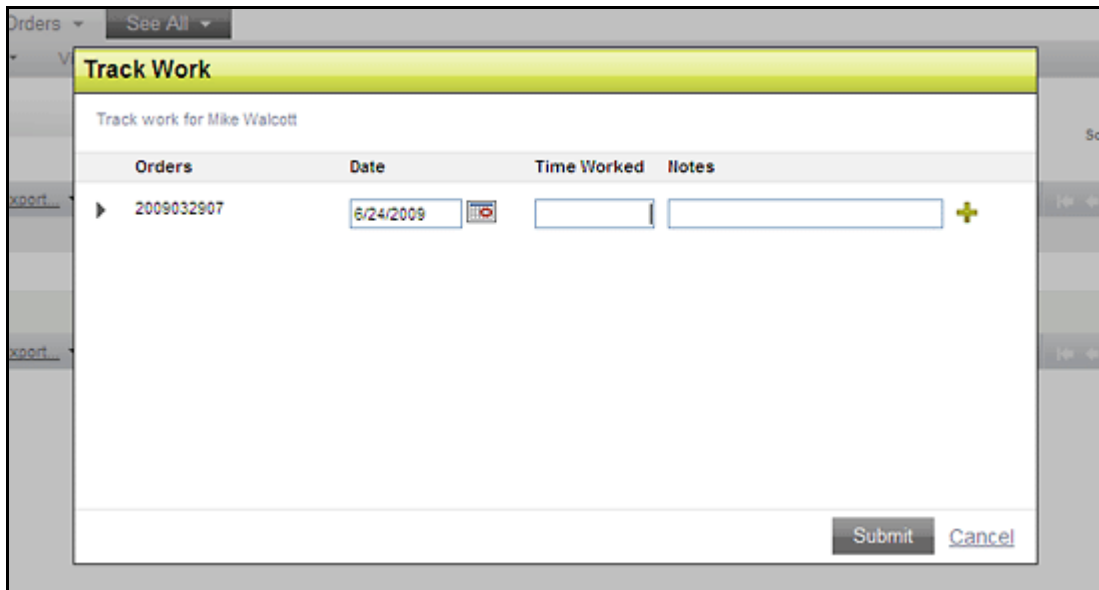 Orders See All
Track Work
Track work for Mike Walcott
Orders Date Time Worked Notes
2009032907 6/24/2009
Submit Cancel